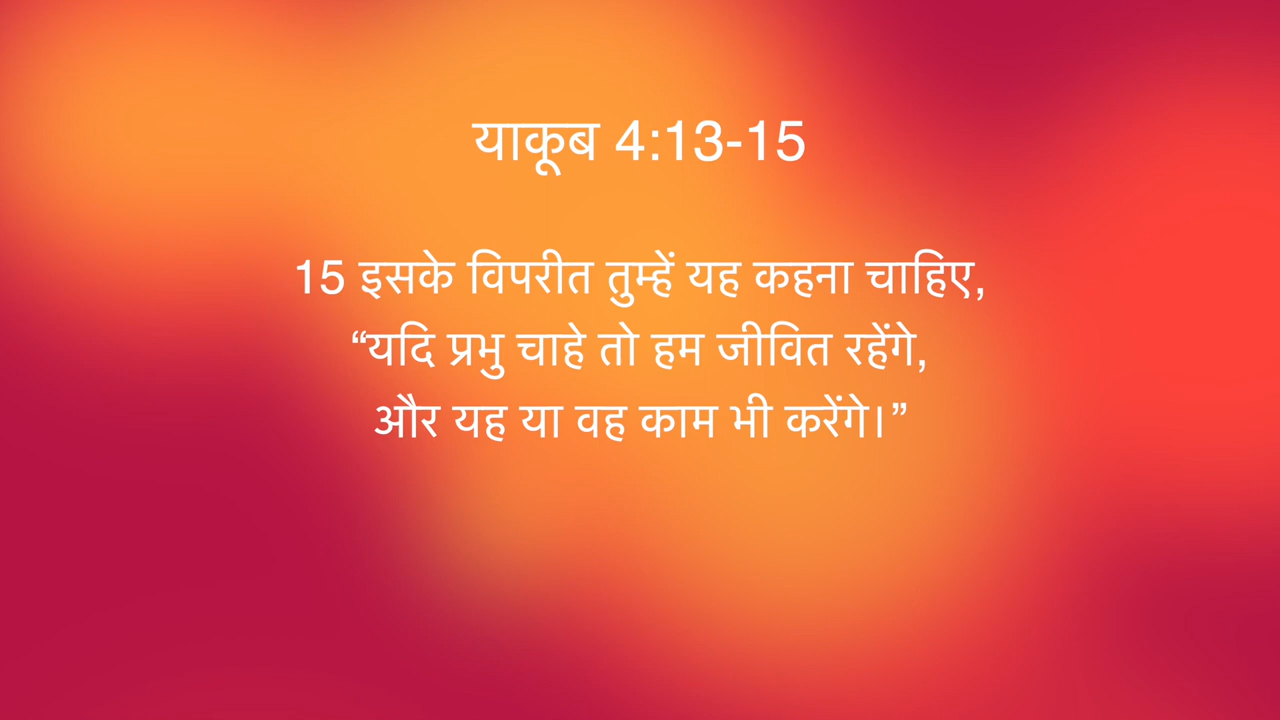 याकूब 4:13-15
15 इसके विपरीत तुम्हें यह कहना चाहिए,
“यदि प्रभु चाहे तो हम जीवित रहेंगे,
और यह या वह काम भी करेंगे।”